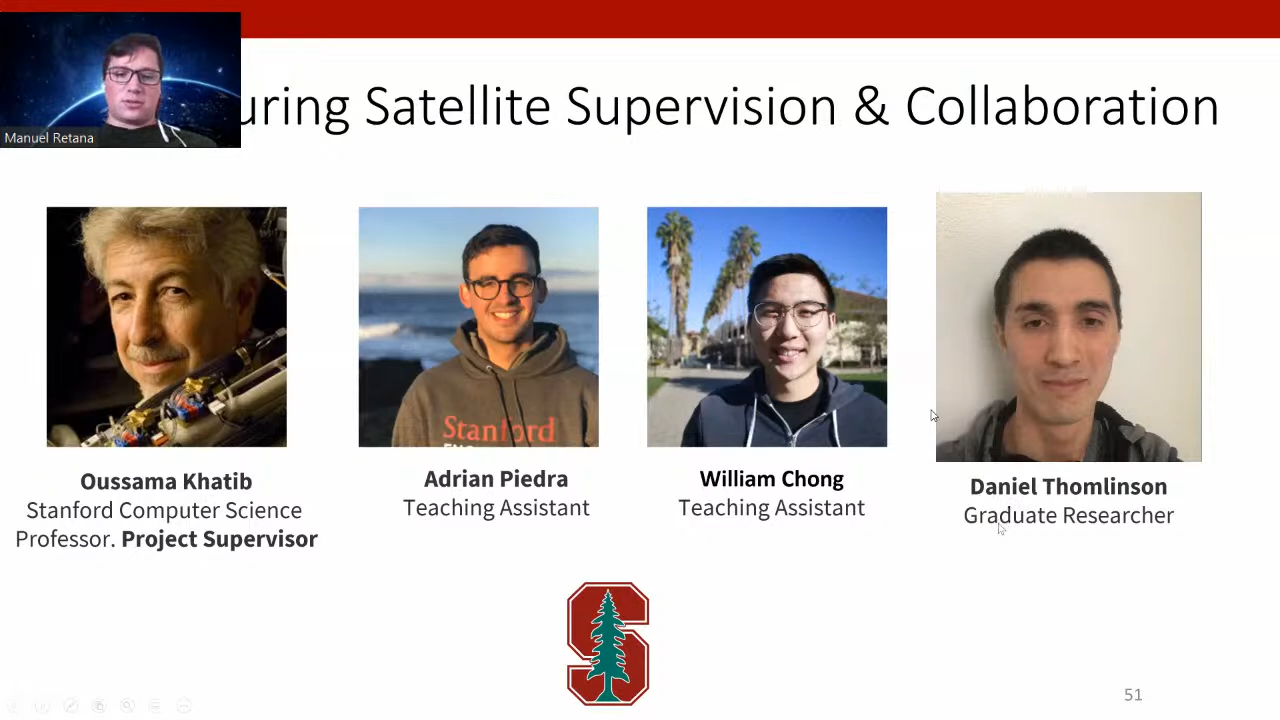 Manuel Retana
uring Satellite Supervision & Collaboration
Stanford
Oussama Khatib
Stanford Computer Science
Professor. Project Supervisor
Adrian Piedra
Teaching Assistant
William Chong
Teaching Assistant
Daniel Thomlinson
Graduate Researcher
S
51